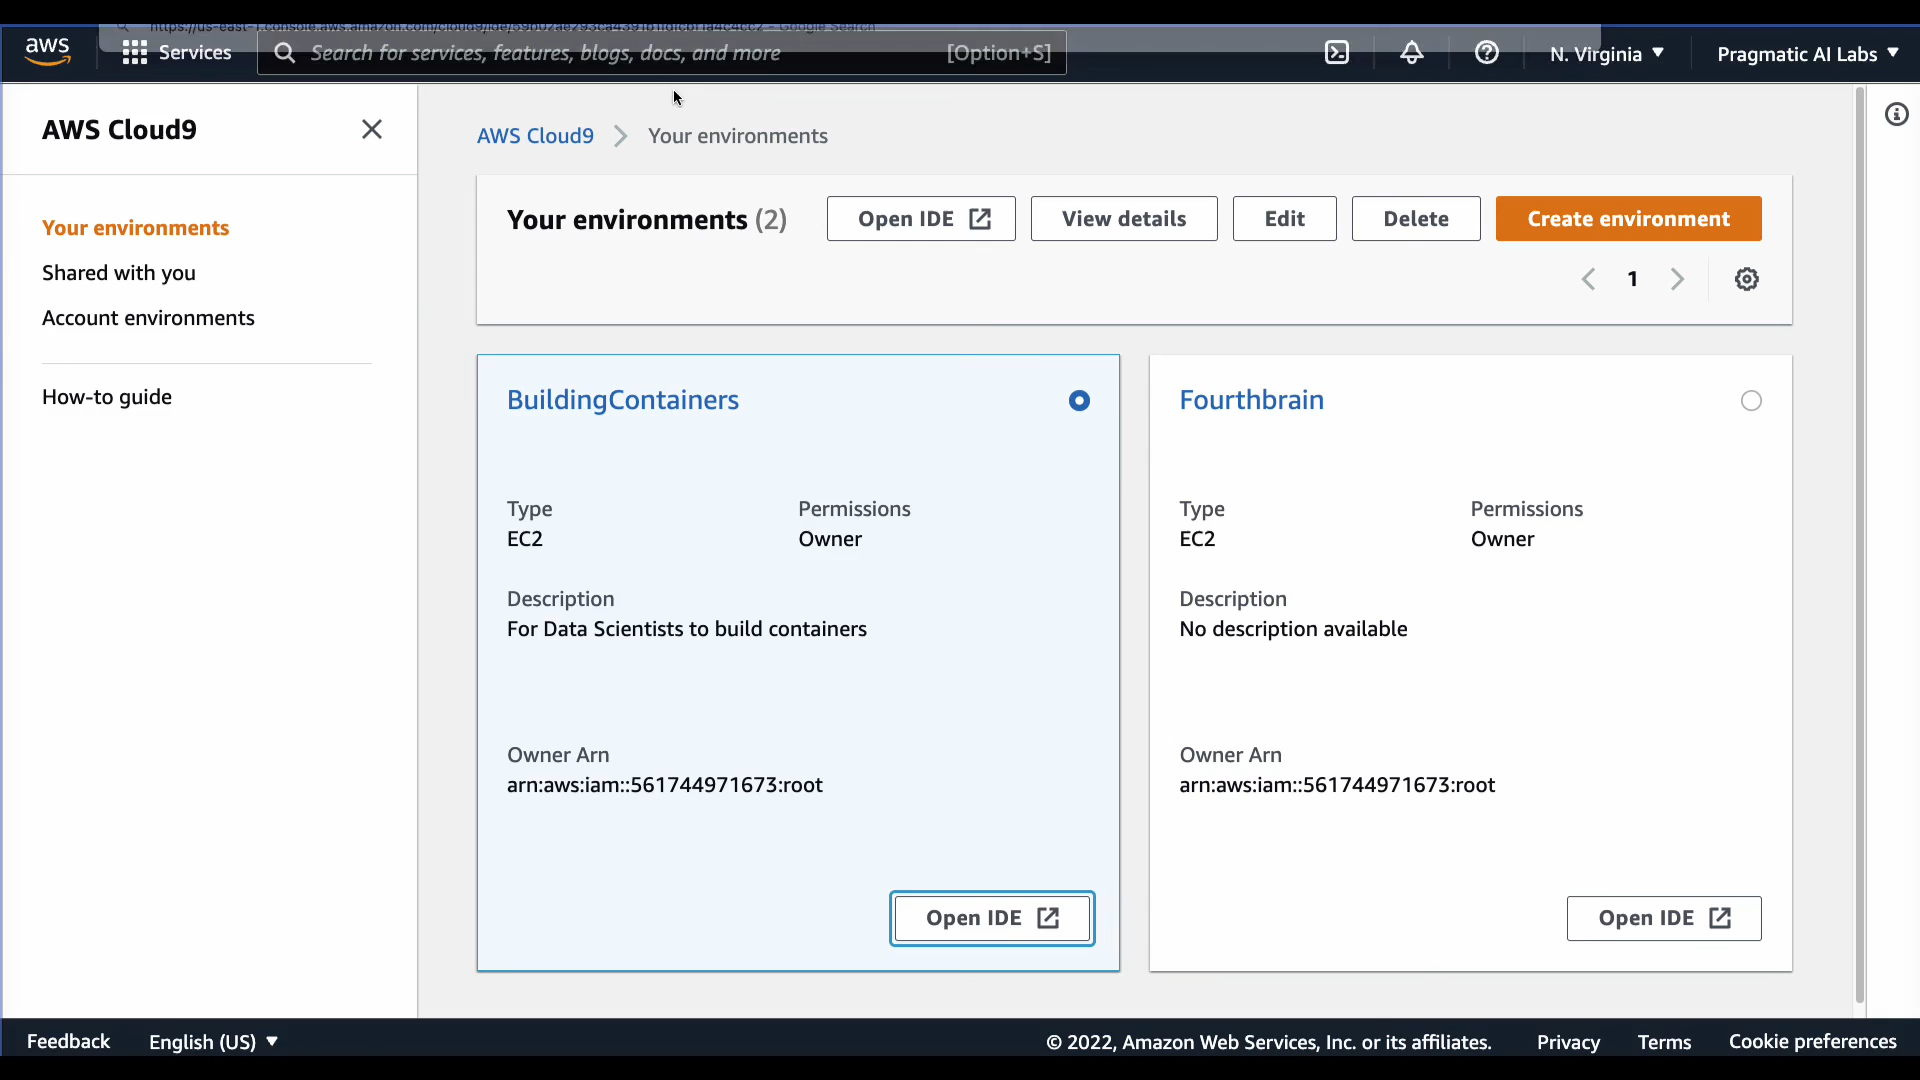 aws
Services
Search for services, features, blogs, docs, and more
[Option+S]
N. Virginia ▼
Pragmatic AI Labs ▼
AWS Cloud9
Your environments
Shared with you
Account environments
How-to guide
AWS Cloud9 > Your environments
Your environments (2)
Open IDE
View details
Edit
Delete
Create environment
1
BuildingContainers
Type
EC2
Permissions
Owner
Description
For Data Scientists to build containers
Owner Arn
arn:aws:iam::561744971673:root
Open IDE
Fourthbrain
Type
EC2
Permissions
Owner
Description
No description available
Owner Arn
arn:aws:iam::561744971673:root
Open IDE
Feedback
English (US) ▼
© 2022, Amazon Web Services, Inc. or its affiliates.
Privacy
Terms
Cookie preferences